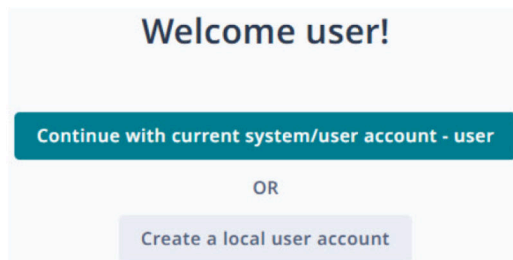 Welcome user!
Continue with current system/user account - user
OR
Create a local user account